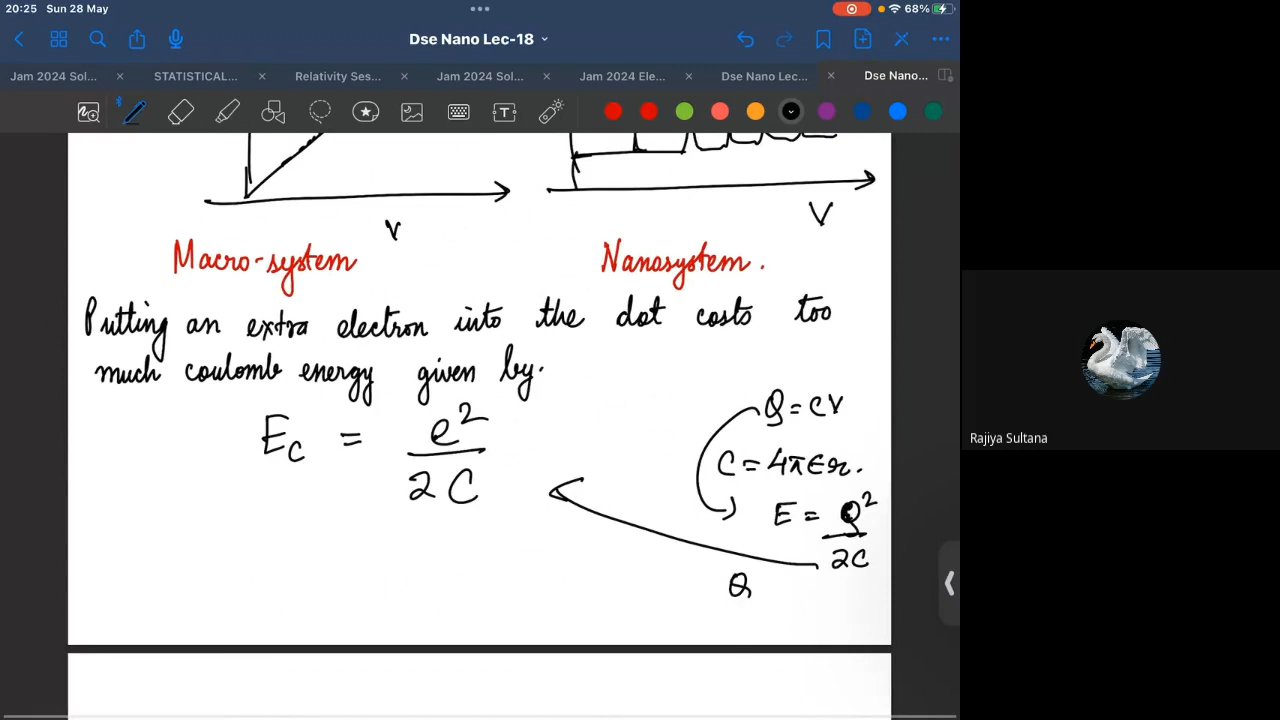 20:25 Sun 28 May
68%
Dse Nano Lec-18
Jam 2024 Sol...
STATISTICAL...
Relativity Ses...
Jam 2024 Sol...
Jam 2024 Ele...
Dse Nano Lec...
Dse Nano...
V
V
Macro-system
Nanosystem.
Putting an extra electron into the dot costs too
much coulomb energy given by.
E_C = e²/2C
Q = CV
C = 4πϵr.
E = Q²/2C
Q
Rajiya Sultana